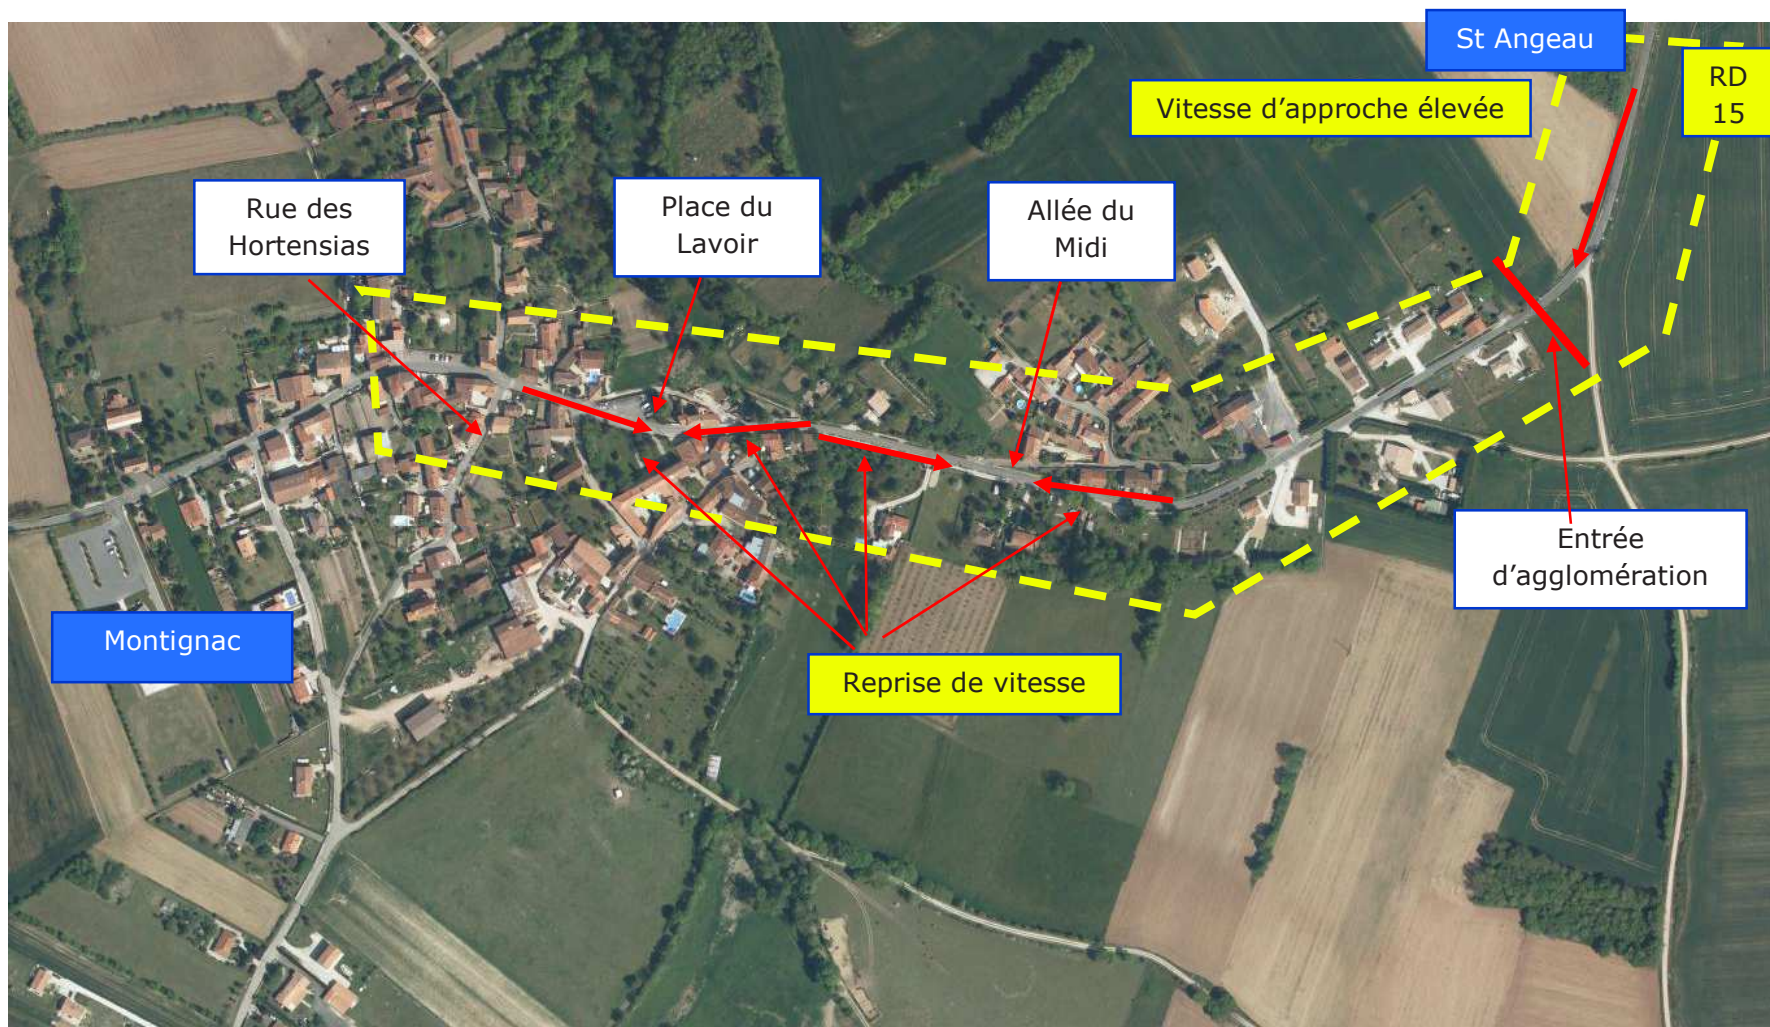 St Angeau
RD
15
Vitesse d'approche élevée
Rue des
Hortensias
Place du
Lavoir
Allée du
Midi
Entrée
d'agglomération
Montignac
Reprise de vitesse